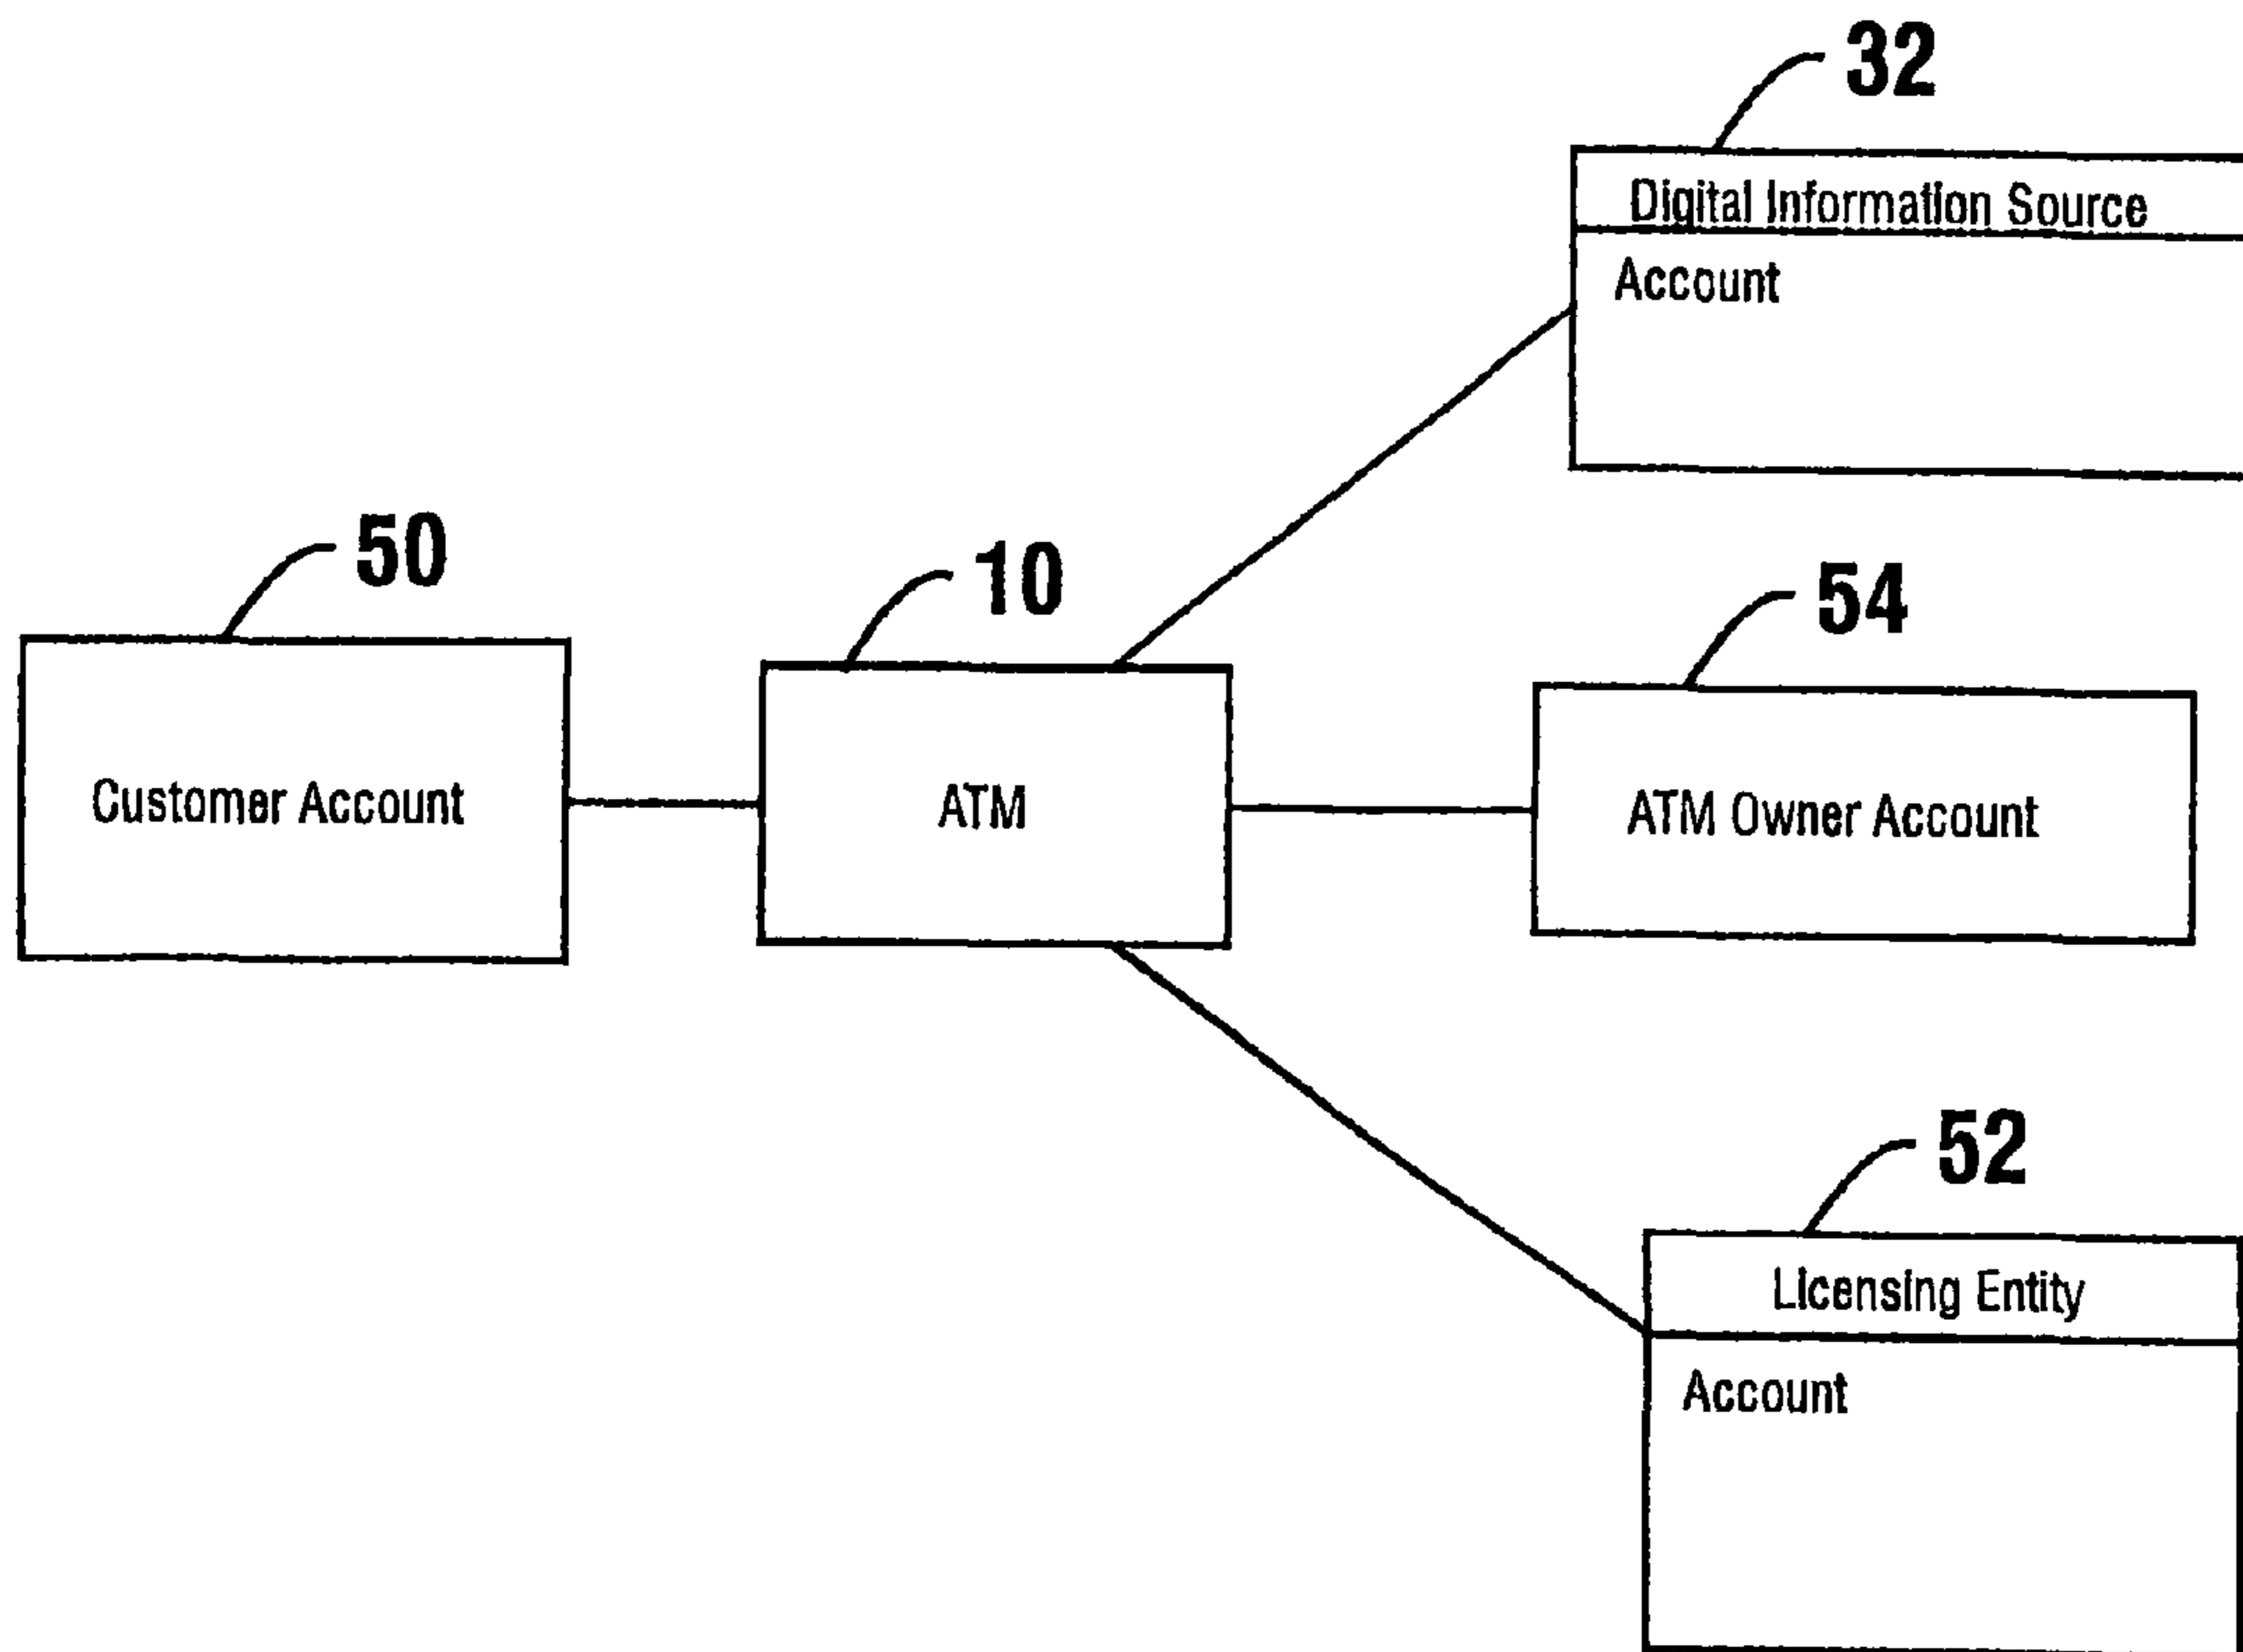 32
Digital Information Source
Account
50
10
54
Customer Account
ATM
ATM Owner Account
52
Licensing Entity
Account